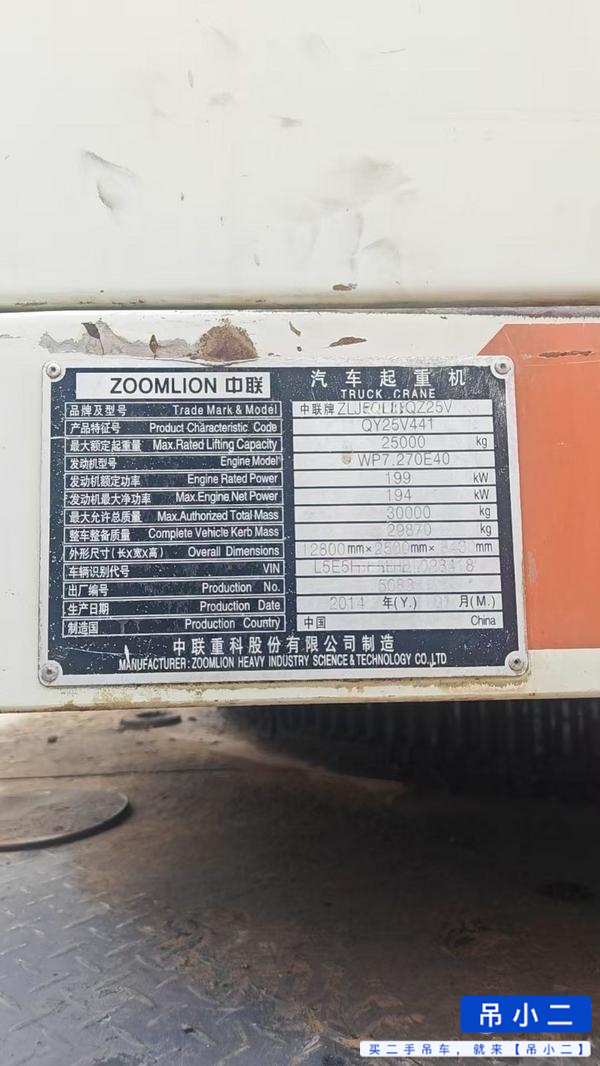 ZOOMLION 中联
汽车起重机
TRUCK CRANE
品牌及型号 Trade Mark & Model 中联牌
产品特征号 Product Characteristic Code QY25V441
最大额定起重量 Max.Rated Lifting Capacity 25000 kg
发动机型号 Engine Model WP7.270E40
发动机额定功率 Engine Rated Power 199 kW
发动机最大净功率 Max.Engine.Net Power 194 kW
最大允许总质量 Max.Authorized Total Mass 30000 kg
整车整备质量 Complete Vehicle Kerb Mass 29870 kg
外形尺寸(长x宽x高) Overall Dimensions 12800mm×2500mm× mm
车辆识别代号 VIN
出厂编号 Production No.
生产日期 Production Date 2014 年(Y.) 月(M.)
制造国 Production Country 中国 China
中联重科股份有限公司制造
MANUFACTURER: ZOOMLION HEAVY INDUSTRY SCIENCE & TECHNOLOGY CO.,LTD
吊小二
买二手吊车，就来【吊小二】